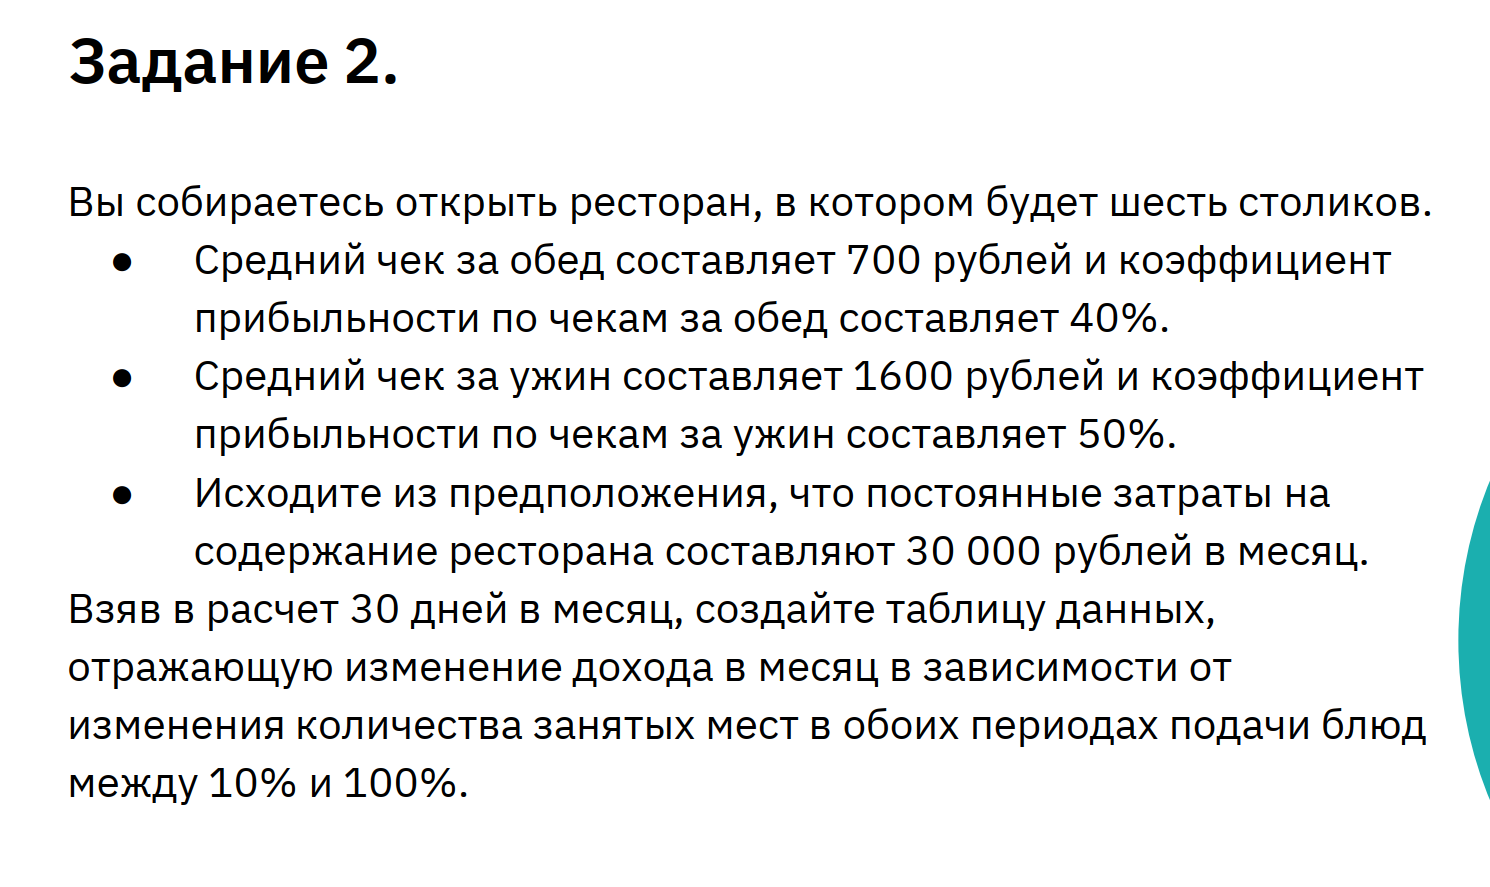 Задание 2.
Вы собираетесь открыть ресторан, в котором будет шесть столиков.
● Средний чек за обед составляет 700 рублей и коэффициент
прибыльности по чекам за обед составляет 40%.
● Средний чек за ужин составляет 1600 рублей и коэффициент
прибыльности по чекам за ужин составляет 50%.
● Исходите из предположения, что постоянные затраты на
содержание ресторана составляют 30 000 рублей в месяц.
Взяв в расчет 30 дней в месяц, создайте таблицу данных,
отражающую изменение дохода в месяц в зависимости от
изменения количества занятых мест в обоих периодах подачи блюд
между 10% и 100%.